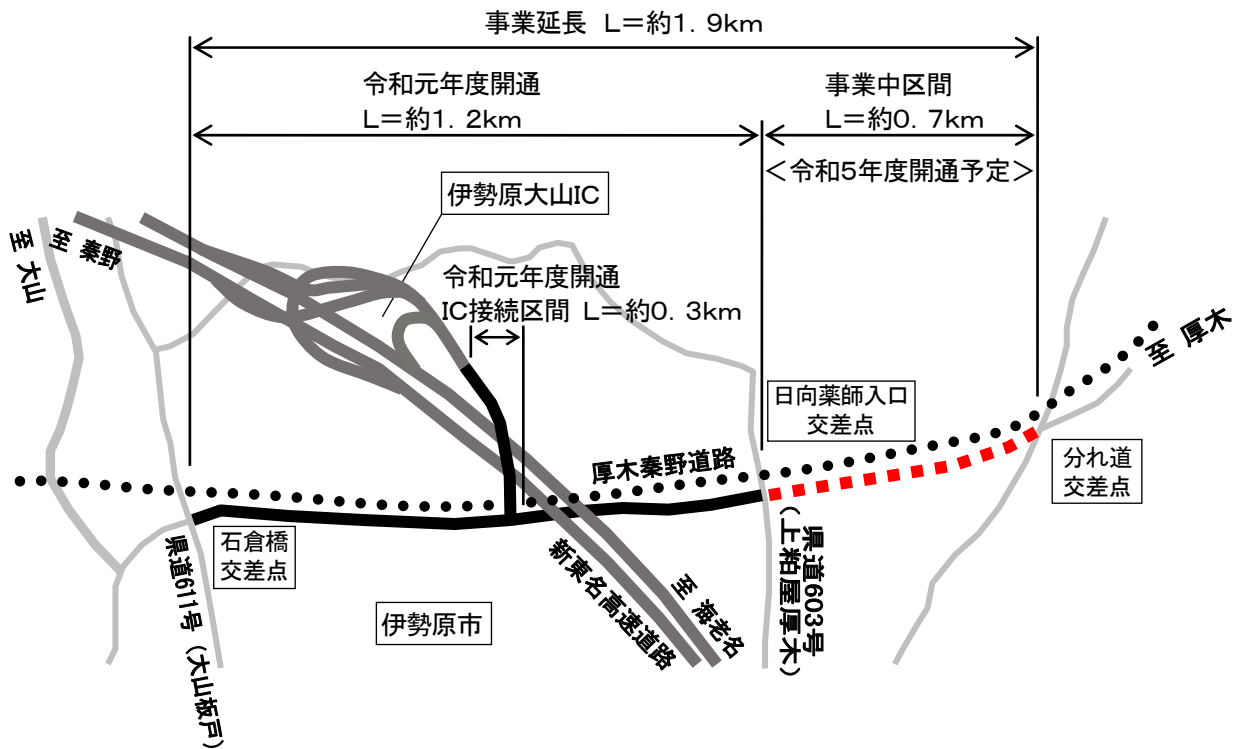 事業延長 L=約1.9km
令和元年度開通
L=約1.2km
事業中区間
L=約0.7km
<令和5年度開通予定>
伊勢原大山IC
至 大山
至 秦野
令和元年度開通
IC接続区間 L=約0.3km
至 厚木
日向薬師入口
交差点
厚木秦野道路
分れ道
交差点
石倉橋
交差点
県道611号(大山板戸)
伊勢原市
新東名高速道路
至 海老名
県道603号
(上粕屋厚木)